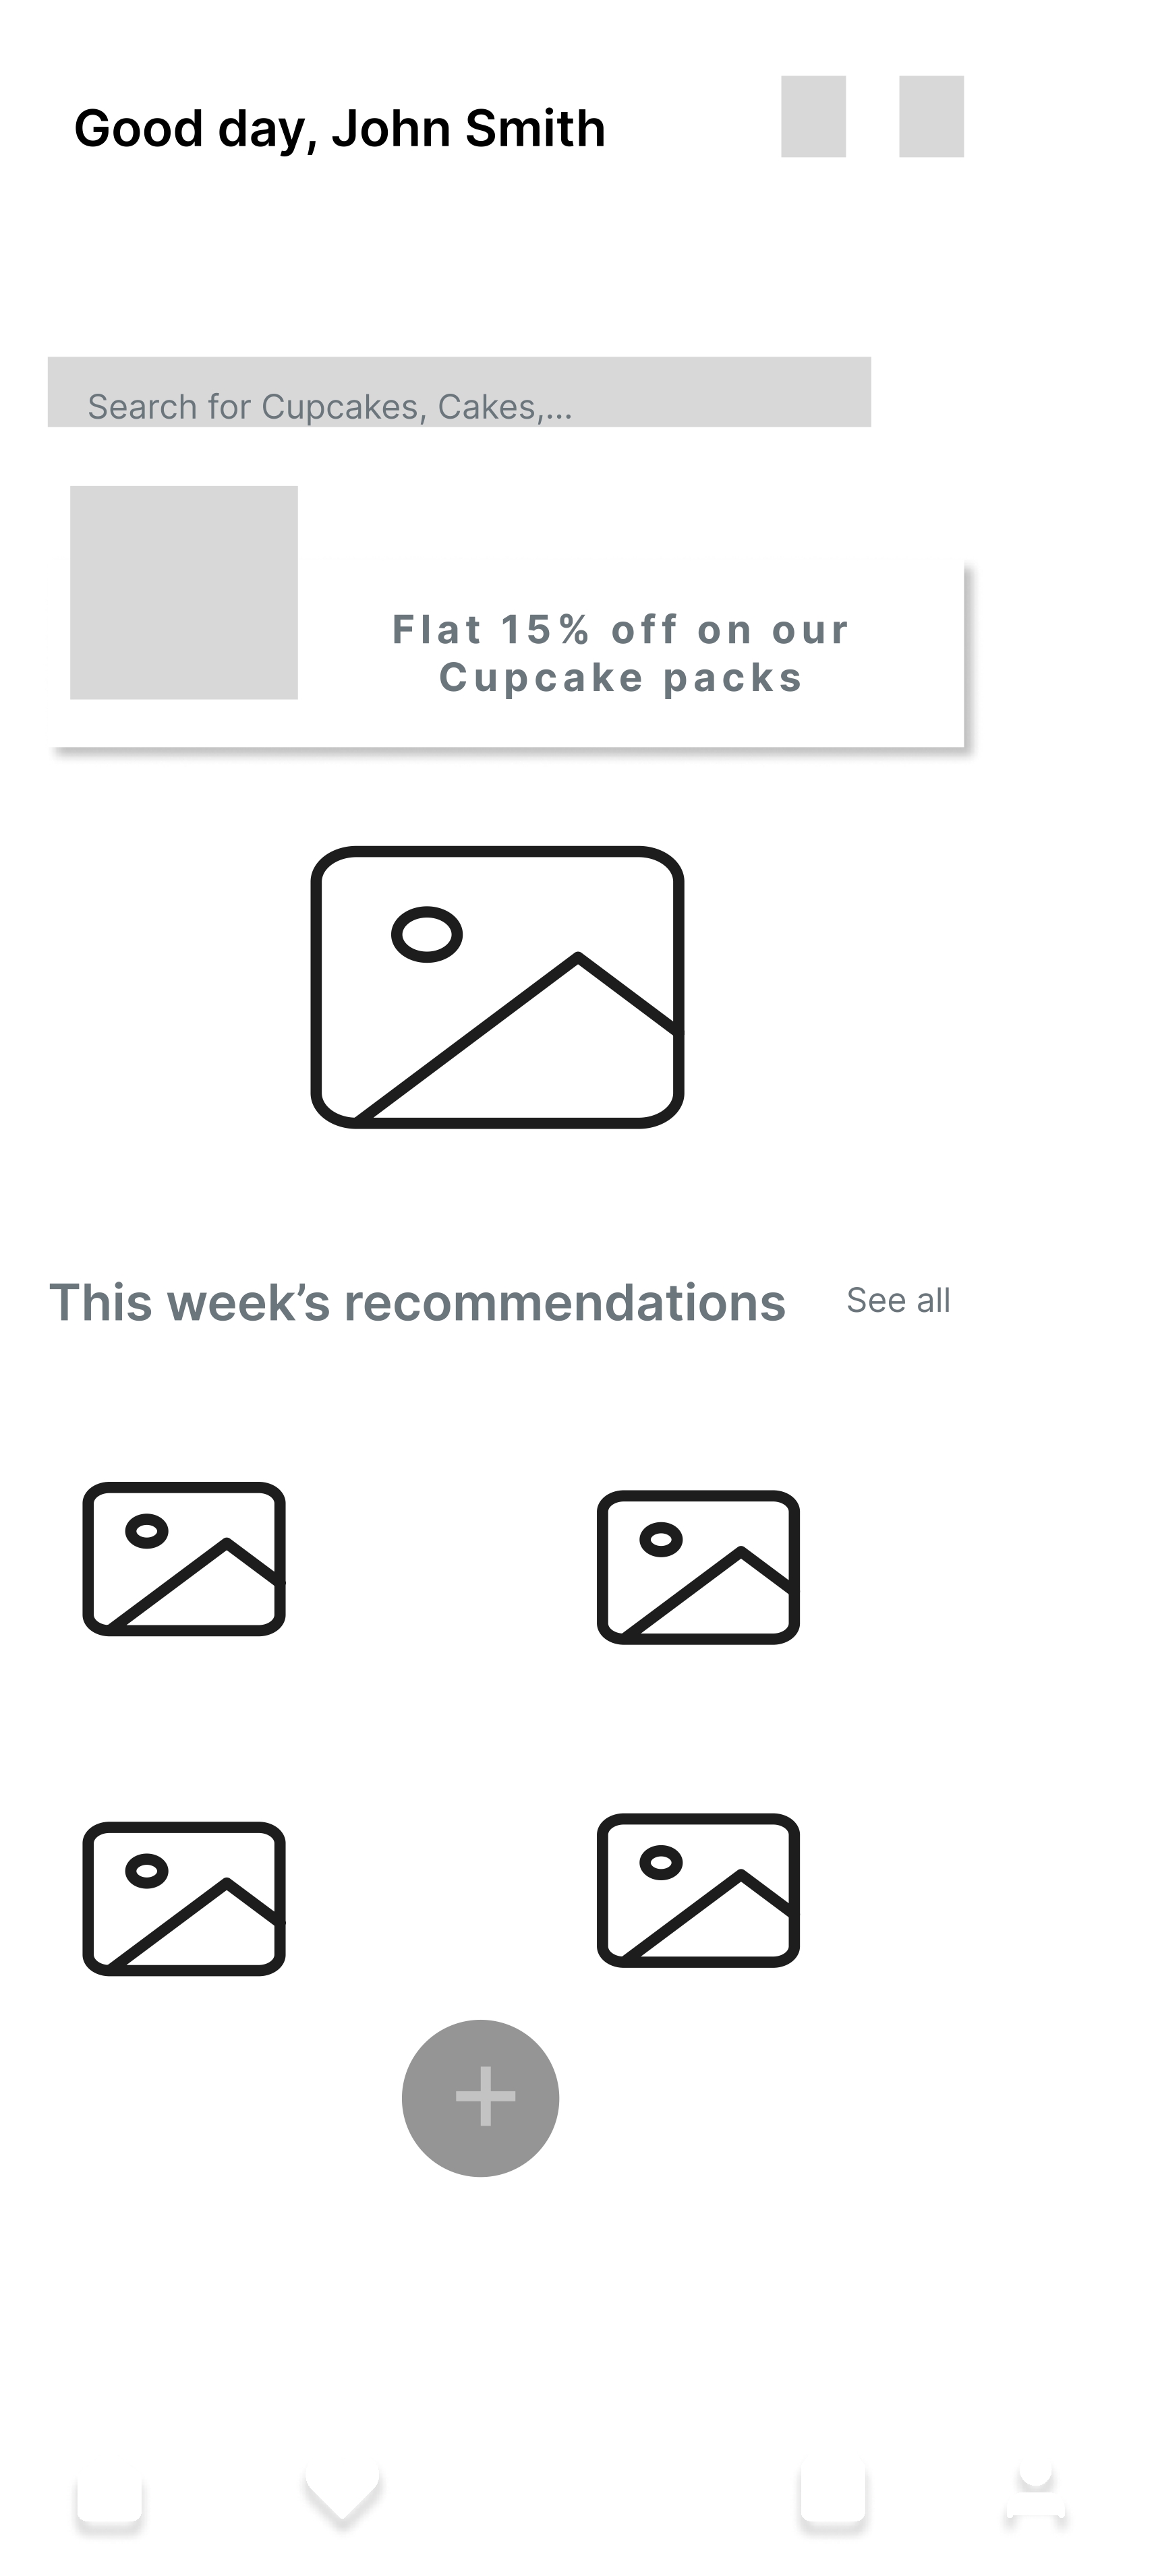 Good day, John Smith
Search for Cupcakes, Cakes,...
Flat 15% off on our
Cupcake packs
This week’s recommendations
See all